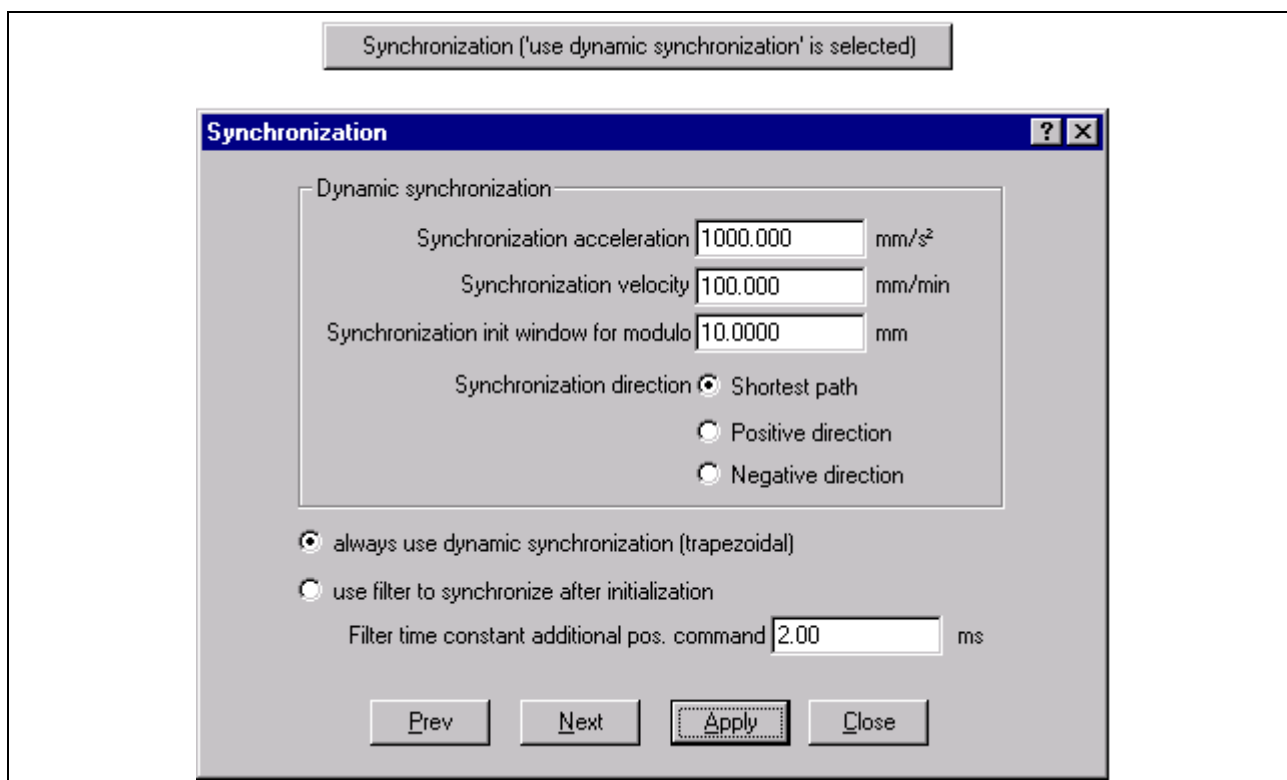 Synchronization ('use dynamic synchronization' is selected)
Synchronization
Dynamic synchronization
Synchronization acceleration 1000.000 mm/s²
Synchronization velocity 100.000 mm/min
Synchronization init window for modulo 10.0000 mm
Synchronization direction Shortest path
Positive direction
Negative direction
always use dynamic synchronization (trapezoidal)
use filter to synchronize after initialization
Filter time constant additional pos. command 2.00 ms
Prev Next Apply Close